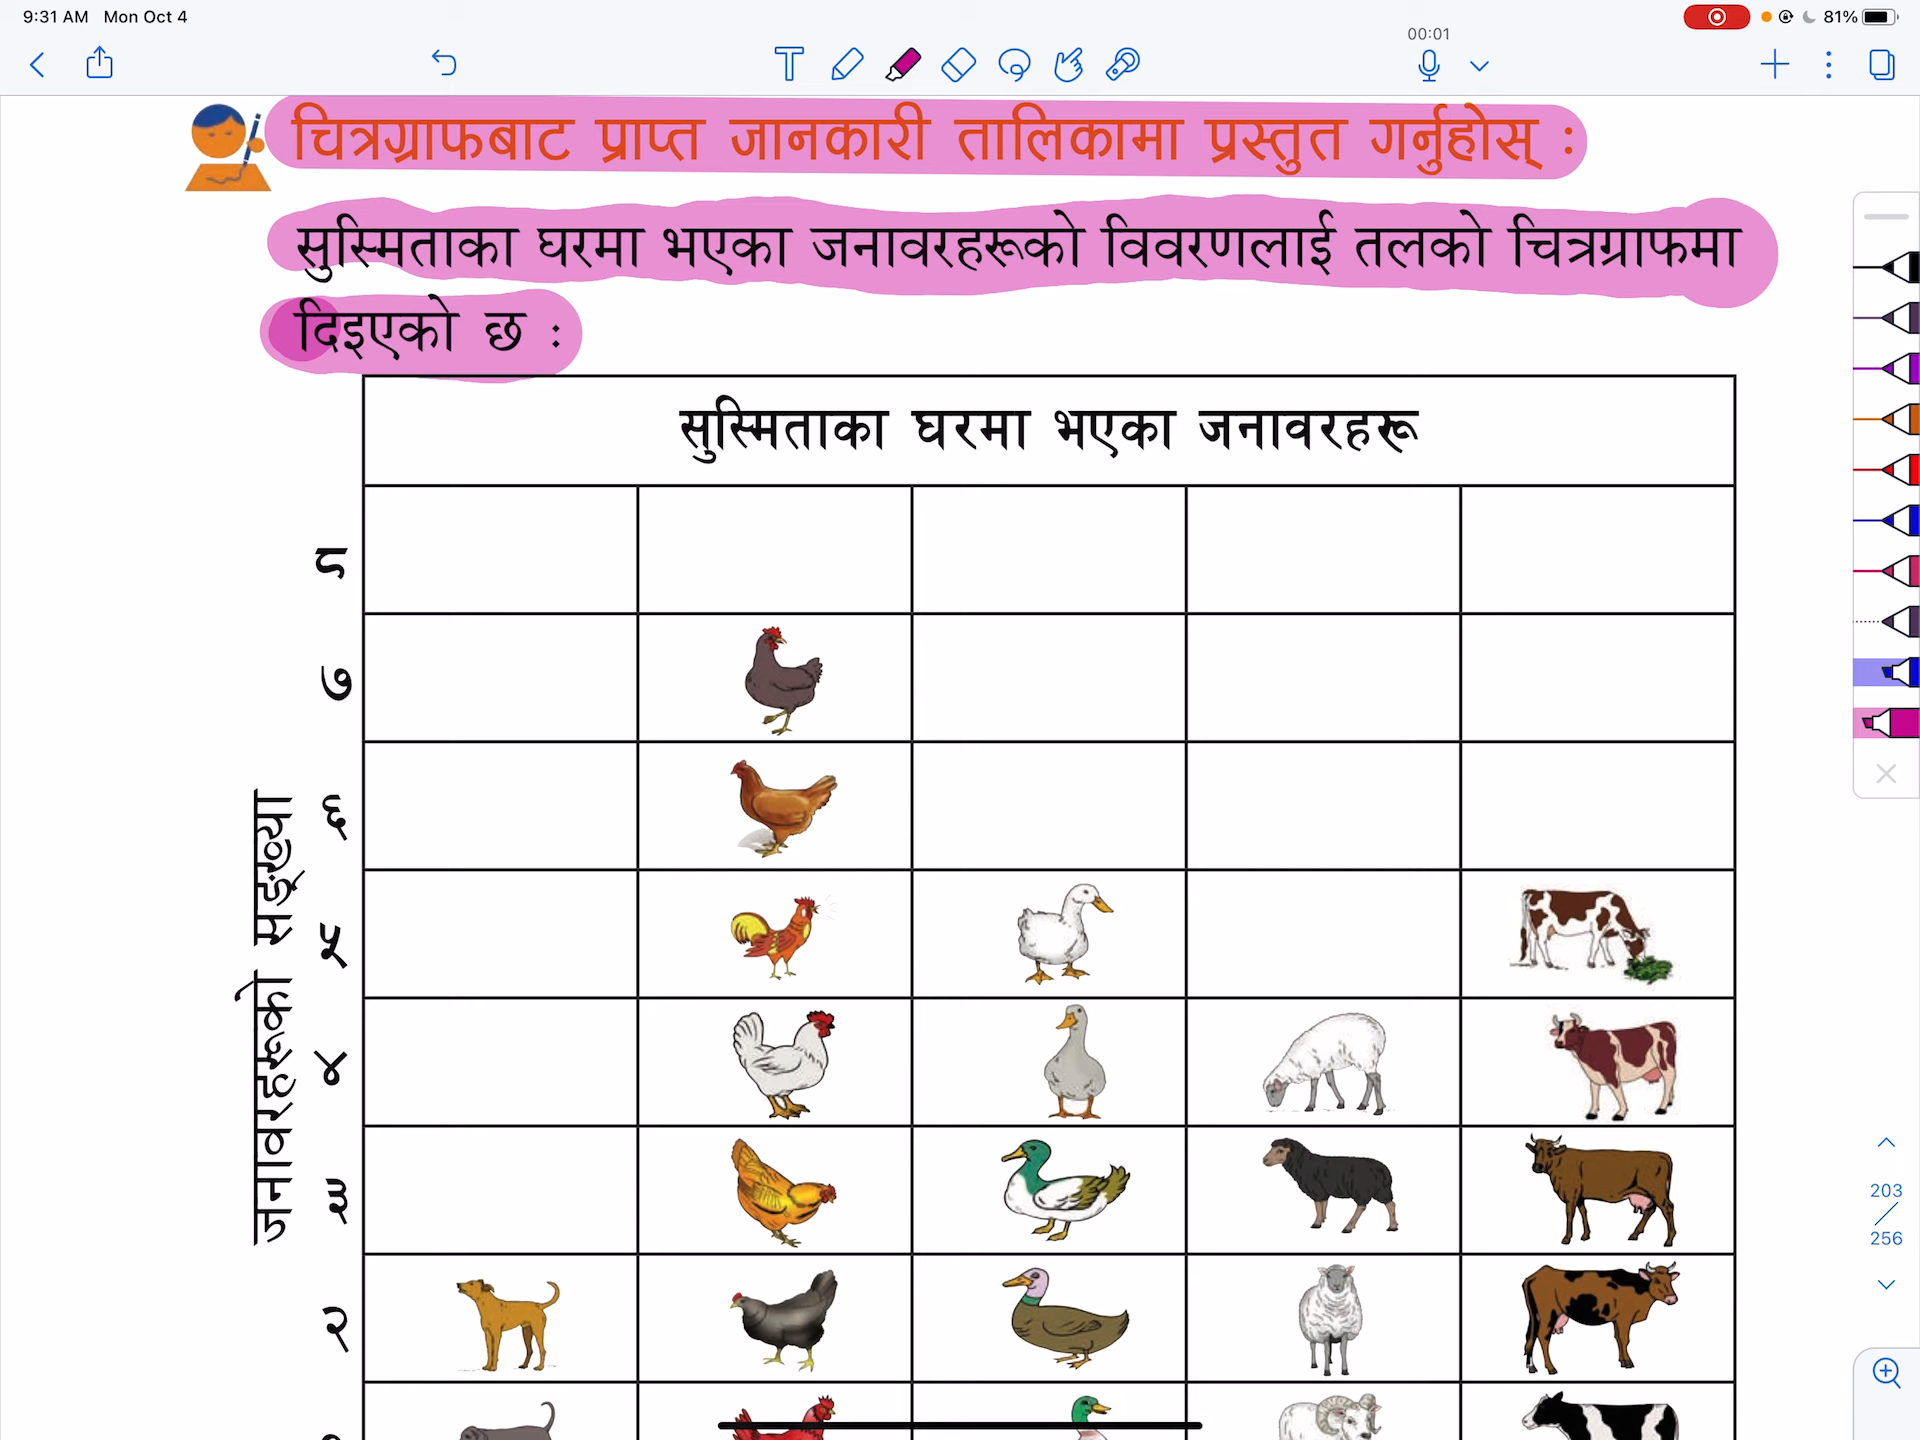 9:31 AM Mon Oct 4
81%
00:01
चित्रग्राफबाट प्राप्त जानकारी तालिकामा प्रस्तुत गर्नुहोस् :
सुस्मिताका घरमा भएका जनावरहरूको विवरणलाई तलको चित्रग्राफमा
दिइएको छ :
सुस्मिताका घरमा भएका जनावरहरू
जनावरहरूको सङ्ख्या
८
७
६
५
४
३
२
203
/
256